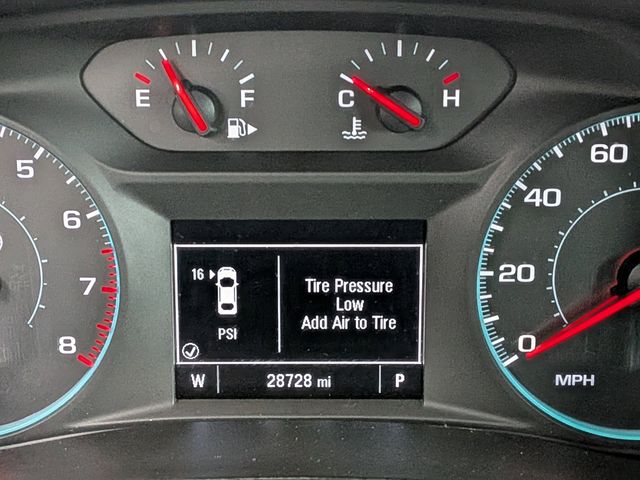 E F
C H
5
6
7
8
16
PSI
Tire Pressure
Low
Add Air to Tire
W 28728 mi P
60
40
20
0
MPH